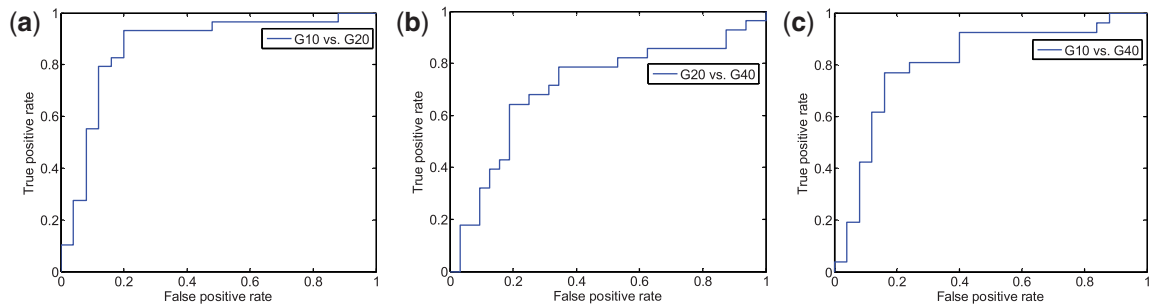 (a)
1
0.8
0.6
0.4
0.2
0
True positive rate
G10 vs. G20
0 0.2 0.4 0.6 0.8 1
False positive rate
(b)
1
0.8
0.6
0.4
0.2
0
True positive rate
G20 vs. G40
0 0.2 0.4 0.6 0.8 1
False positive rate
(c)
1
0.8
0.6
0.4
0.2
0
True positive rate
G10 vs. G40
0 0.2 0.4 0.6 0.8 1
False positive rate